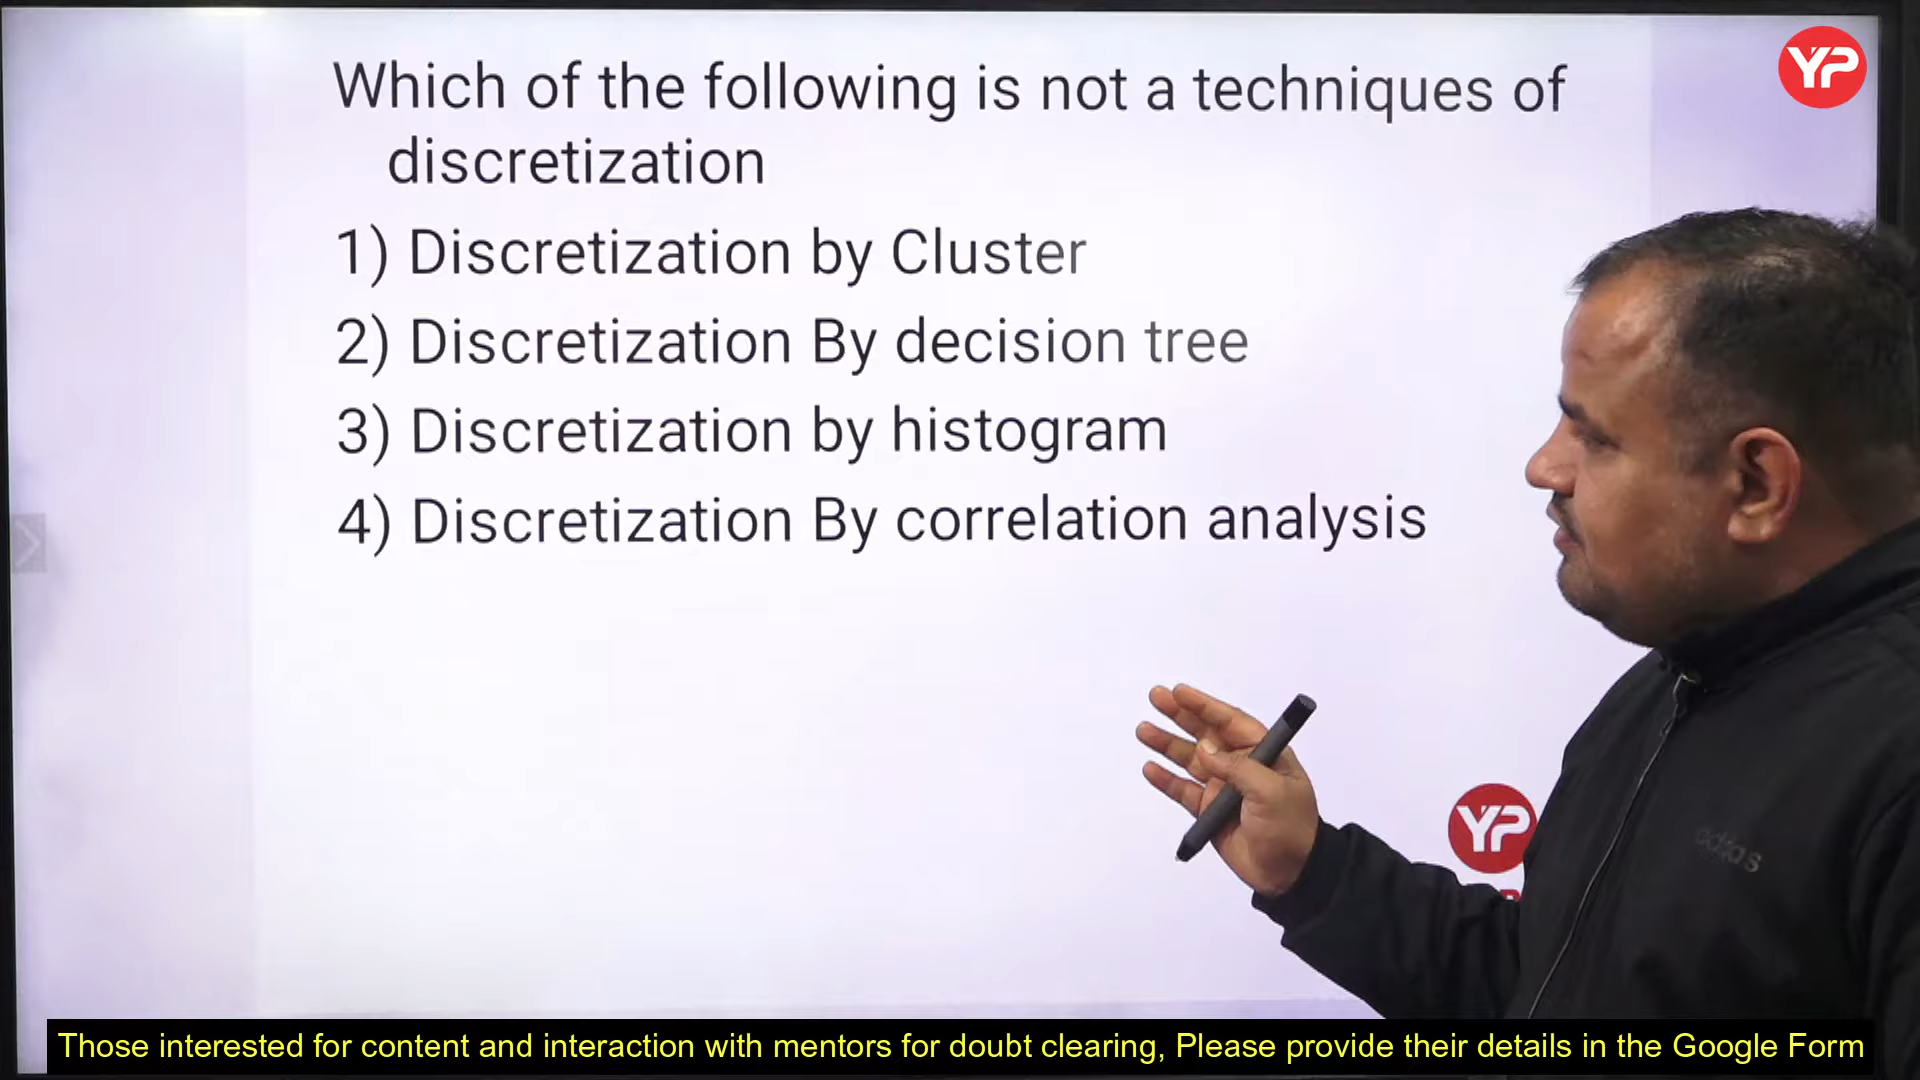 YP
Which of the following is not a techniques of
discretization
1) Discretization by Cluster
2) Discretization By decision tree
3) Discretization by histogram
4) Discretization By correlation analysis
YP
adidas
Those interested for content and interaction with mentors for doubt clearing, Please provide their details in the Google Form